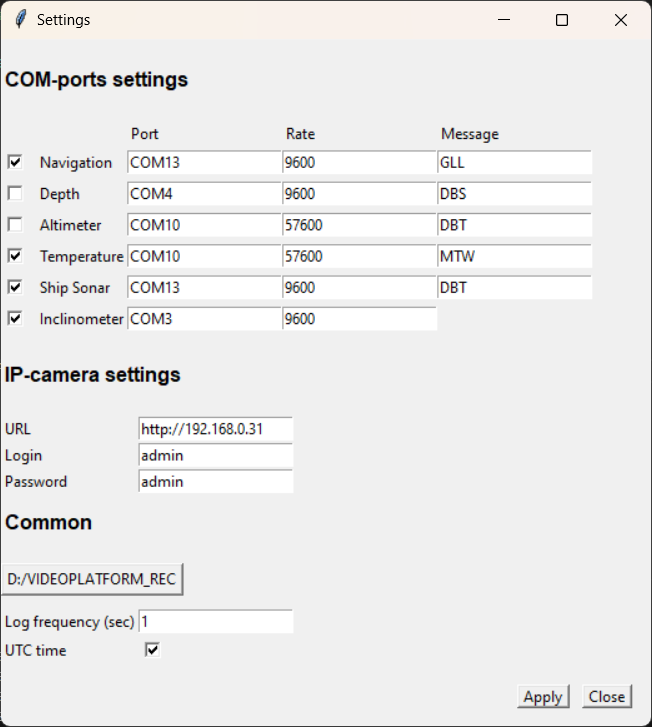 Settings
COM-ports settings
Port Rate Message
Navigation COM13 9600 GLL
Depth COM4 9600 DBS
Altimeter COM10 57600 DBT
Temperature COM10 57600 MTW
Ship Sonar COM13 9600 DBT
Inclinometer COM3 9600
IP-camera settings
URL http://192.168.0.31
Login admin
Password admin
Common
D:/VIDEOPLATFORM_REC
Log frequency (sec) 1
UTC time
Apply Close